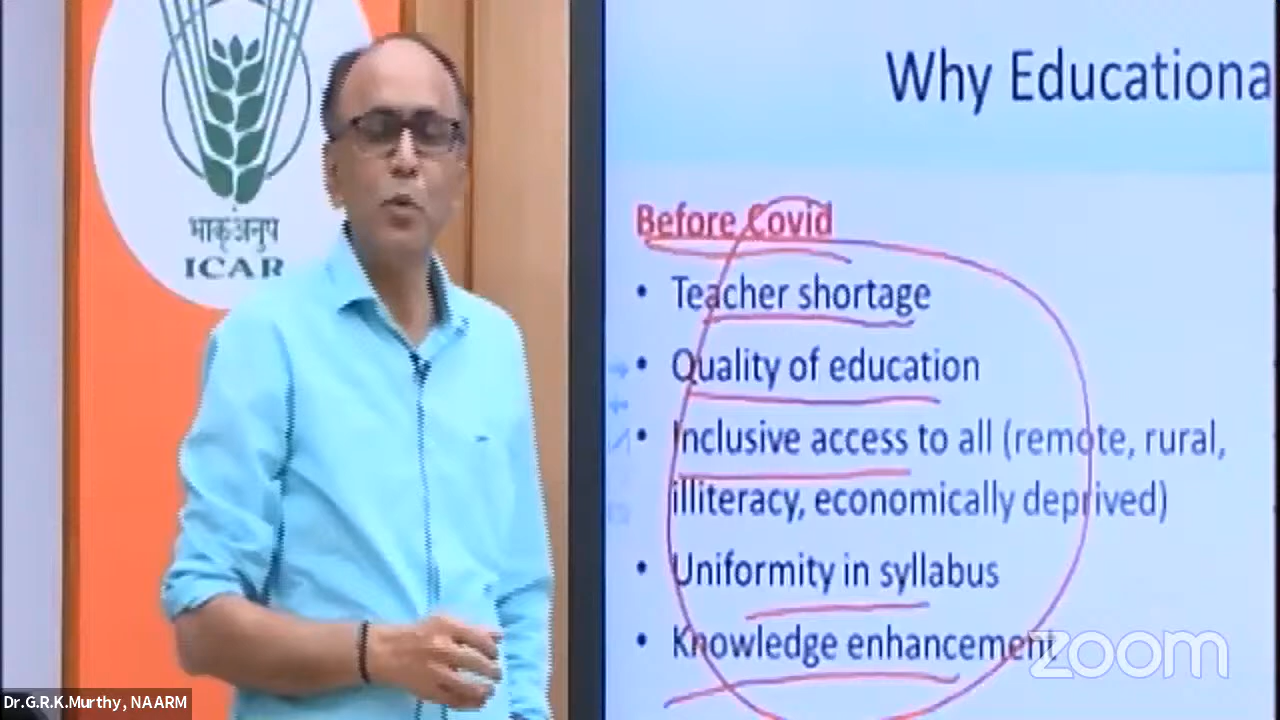 भाकृअनुप
ICAR
Why Educationa
Before Covid
• Teacher shortage
• Quality of education
• Inclusive access to all (remote, rural,
illiteracy, economically deprived)
• Uniformity in syllabus
• Knowledge enhancement
zoom
Dr.G.R.K.Murthy, NAARM